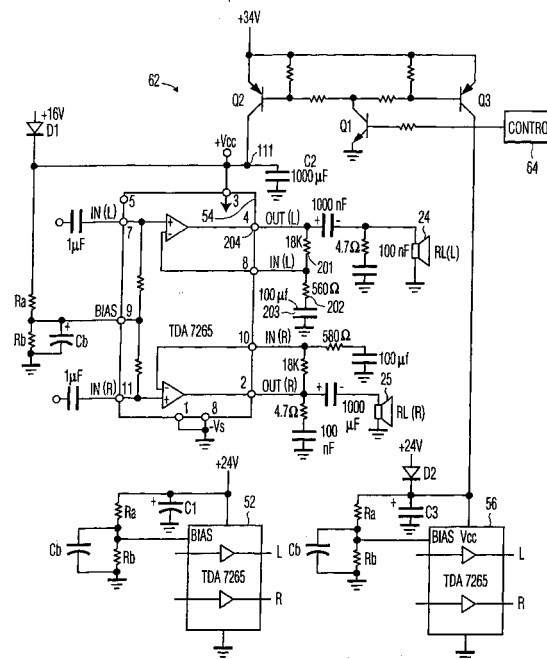 +34V
62
Q2
Q3
Q1
CONTROL
64
+16V
D1
+Vcc
111
C2
1000 µF
5
3
54
4
OUT (L)
204
1000 nF
+
-
24
IN (L)
1µF
7
+
-
18K
201
4.7Ω
100 nF
RL(L)
8
IN (L)
560Ω
202
100 µf
203
Ra
BIAS
9
Rb
+
Cb
TDA 7265
10
IN (R)
580Ω
18K
100 µf
1µF
IN (R)
11
-
+
2
OUT (R)
+
-
1000
µF
25
RL (R)
4.7Ω
100
nF
1
8
-Vs
+24V
+24V
D2
Ra
+
C1
52
Ra
+
C3
56
Cb
Rb
BIAS
L
TDA 7265
R
Cb
Rb
BIAS Vcc
L
TDA 7265
R